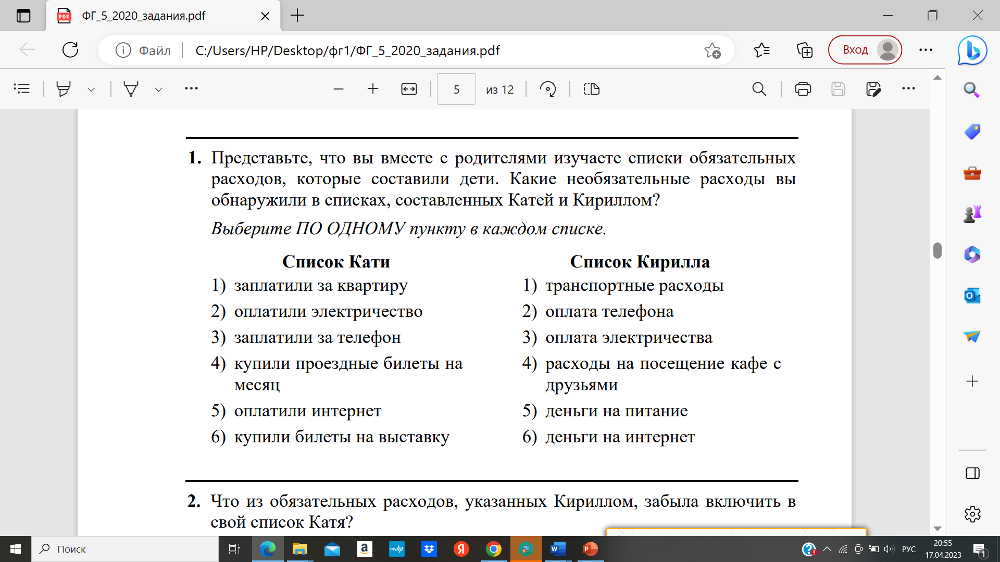 ФГ_5_2020_задания.pdf
Файл
C:/Users/HP/Desktop/фг1/ФГ_5_2020_задания.pdf
Вход
5 из 12
1. Представьте, что вы вместе с родителями изучаете списки обязательных
расходов, которые составили дети. Какие необязательные расходы вы
обнаружили в списках, составленных Катей и Кириллом?
Выберите ПО ОДНОМУ пункту в каждом списке.
Список Кати
1) заплатили за квартиру
2) оплатили электричество
3) заплатили за телефон
4) купили проездные билеты на
месяц
5) оплатили интернет
6) купили билеты на выставку
Список Кирилла
1) транспортные расходы
2) оплата телефона
3) оплата электричества
4) расходы на посещение кафе с
друзьями
5) деньги на питание
6) деньги на интернет
2. Что из обязательных расходов, указанных Кириллом, забыла включить в
свой список Катя?
Поиск
РУС
20:55
17.04.2023
1